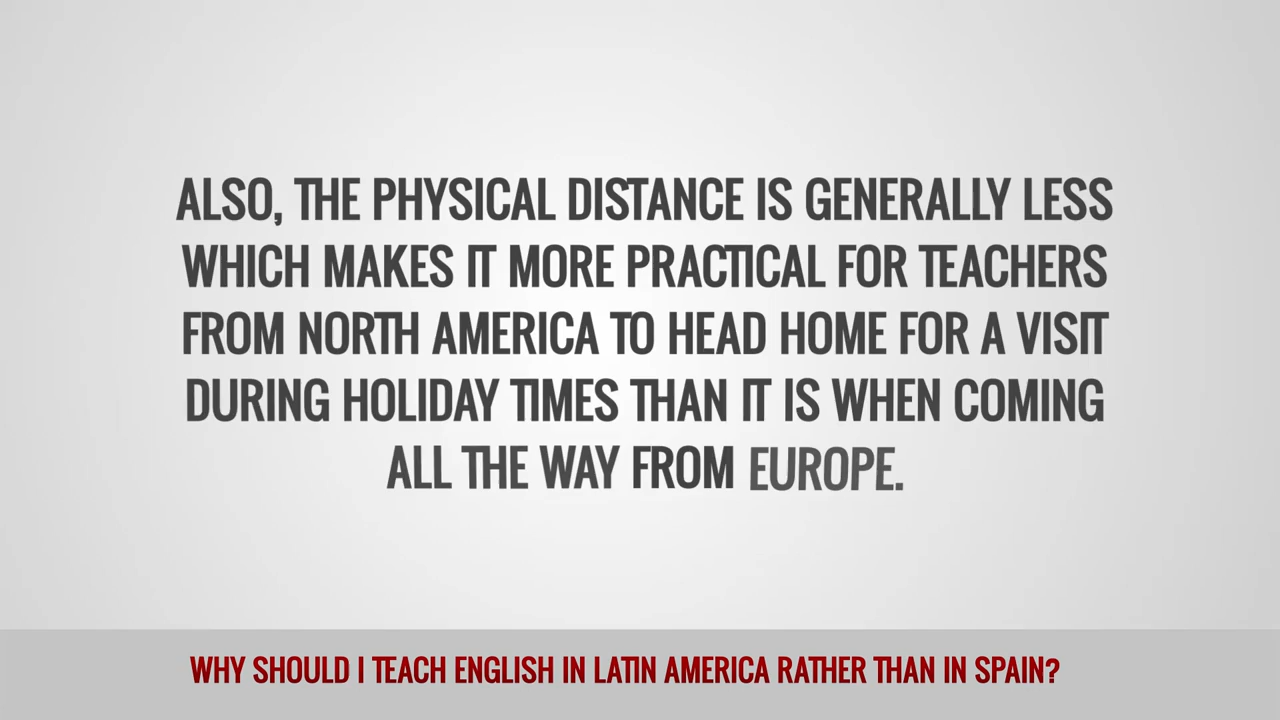 ALSO, THE PHYSICAL DISTANCE IS GENERALLY LESS
WHICH MAKES IT MORE PRACTICAL FOR TEACHERS
FROM NORTH AMERICA TO HEAD HOME FOR A VISIT
DURING HOLIDAY TIMES THAN IT IS WHEN COMING
ALL THE WAY FROM EUROPE.
WHY SHOULD I TEACH ENGLISH IN LATIN AMERICA RATHER THAN IN SPAIN?